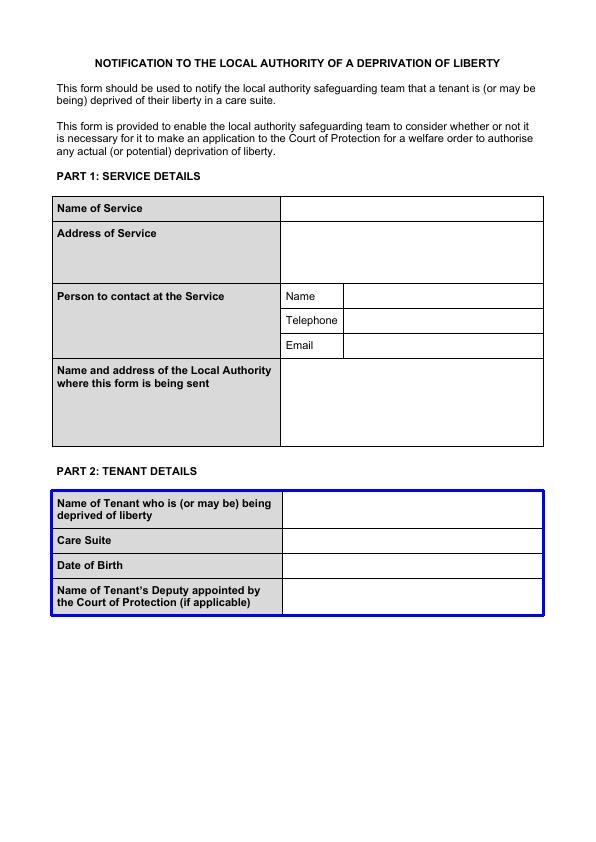 NOTIFICATION TO THE LOCAL AUTHORITY OF A DEPRIVATION OF LIBERTY
This form should be used to notify the local authority safeguarding team that a tenant is (or may be
being) deprived of their liberty in a care suite.
This form is provided to enable the local authority safeguarding team to consider whether or not it
is necessary for it to make an application to the Court of Protection for a welfare order to authorise
any actual (or potential) deprivation of liberty.
PART 1: SERVICE DETAILS
Name of Service
Address of Service
Person to contact at the Service
Name
Telephone
Email
Name and address of the Local Authority
where this form is being sent
PART 2: TENANT DETAILS
Name of Tenant who is (or may be) being
deprived of liberty
Care Suite
Date of Birth
Name of Tenant’s Deputy appointed by
the Court of Protection (if applicable)